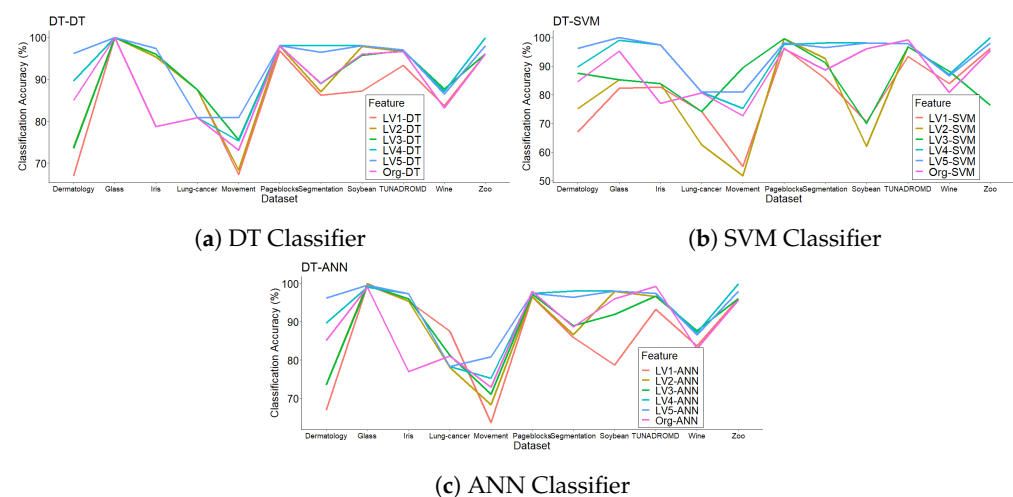 DT-DT
Classification Accuracy (%)
100
90
80
70
Feature
LV1-DT
LV2-DT
LV3-DT
LV4-DT
LV5-DT
Org-DT
Dermatology Glass Iris Lung-cancer Movement Pageblocks Segmentation Soybean TUNADROMD Wine Zoo
Dataset
(a) DT Classifier
DT-SVM
Classification Accuracy (%)
100
90
80
70
60
50
Feature
LV1-SVM
LV2-SVM
LV3-SVM
LV4-SVM
LV5-SVM
Org-SVM
Dermatology Glass Iris Lung-cancer Movement Pageblocks Segmentation Soybean TUNADROMD Wine Zoo
Dataset
(b) SVM Classifier
DT-ANN
Classification Accuracy (%)
100
90
80
70
Feature
LV1-ANN
LV2-ANN
LV3-ANN
LV4-ANN
LV5-ANN
Org-ANN
Dermatology Glass Iris Lung-cancer Movement Pageblocks Segmentation Soybean TUNADROMD Wine Zoo
Dataset
(c) ANN Classifier